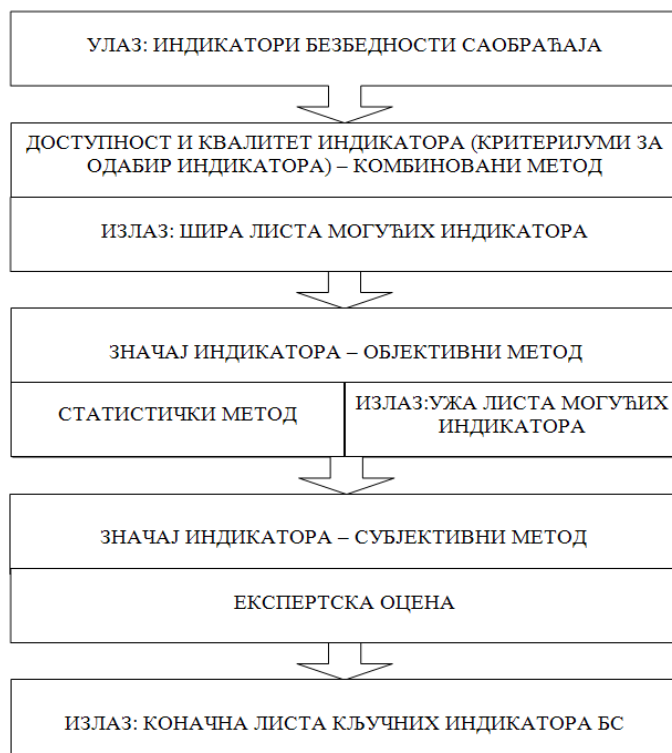 УЛАЗ: ИНДИКАТОРИ БЕЗБЕДНОСТИ САОБРАЋАЈА
ДОСТУПНОСТ И КВАЛИТЕТ ИНДИКАТОРА (КРИТЕРИЈУМИ ЗА
ОДАБИР ИНДИКАТОРА) – КОМБИНОВАНИ МЕТОД
ИЗЛАЗ: ШИРА ЛИСТА МОГУЋИХ ИНДИКАТОРА
ЗНАЧАЈ ИНДИКАТОРА – ОБЈЕКТИВНИ МЕТОД
СТАТИСТИЧКИ МЕТОД
ИЗЛАЗ:УЖА ЛИСТА МОГУЋИХ
ИНДИКАТОРА
ЗНАЧАЈ ИНДИКАТОРА – СУБЈЕКТИВНИ МЕТОД
ЕКСПЕРТСКА ОЦЕНА
ИЗЛАЗ: КОНАЧНА ЛИСТА КЉУЧНИХ ИНДИКАТОРА БС